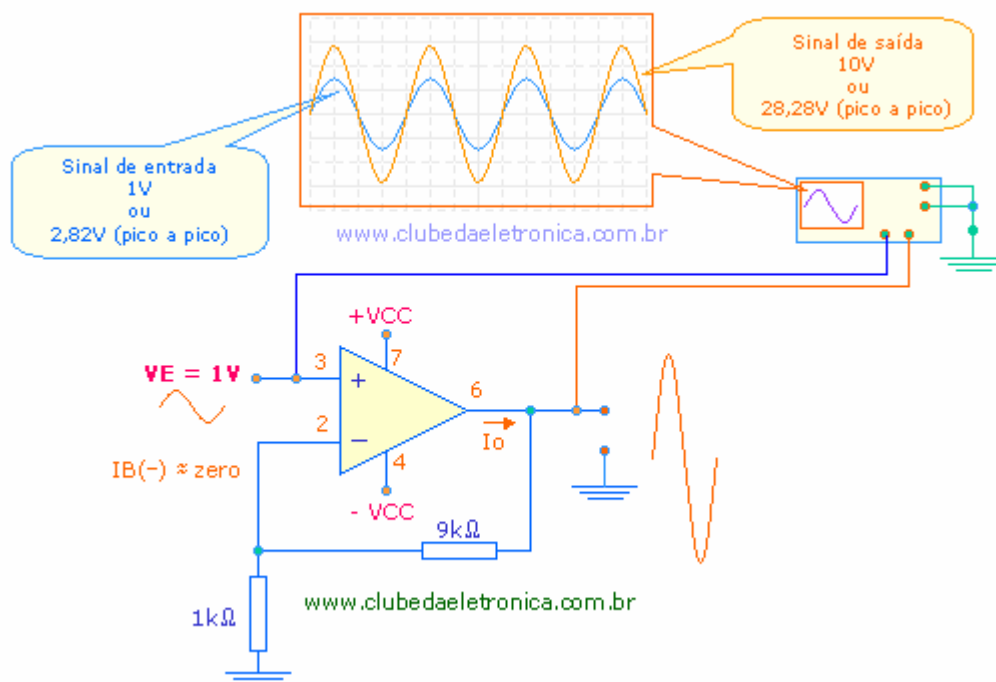 Sinal de saída
10V
ou
28,28V (pico a pico)
Sinal de entrada
1V
ou
2,82V (pico a pico)
www.clubedaeletronica.com.br
+VCC
7
VE = 1V
3
+
6
2
−
Io
IB(-) ≈ zero
4
- VCC
9kΩ
www.clubedaeletronica.com.br
1kΩ